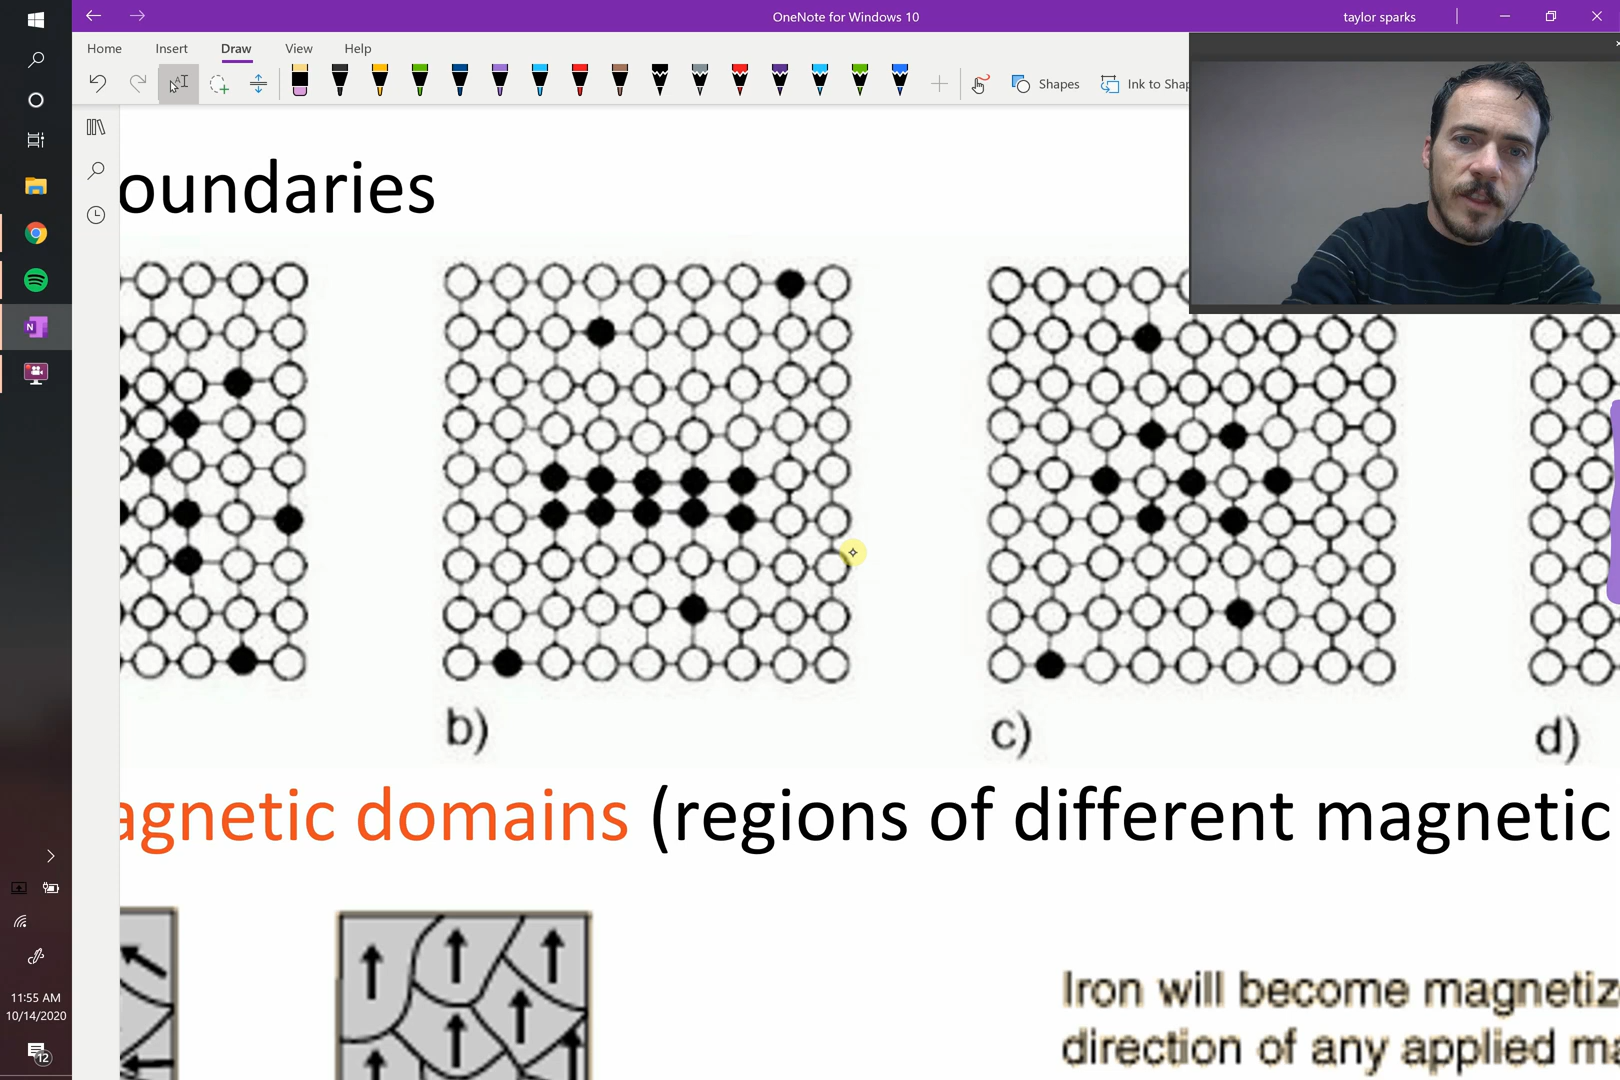 OneNote for Windows 10
taylor sparks
Home Insert Draw View Help
Shapes
Ink to Shap
oundaries
b)
c)
d)
agnetic domains (regions of different magnetic
Iron will become magnetiz
direction of any applied ma
11:55 AM
10/14/2020
12